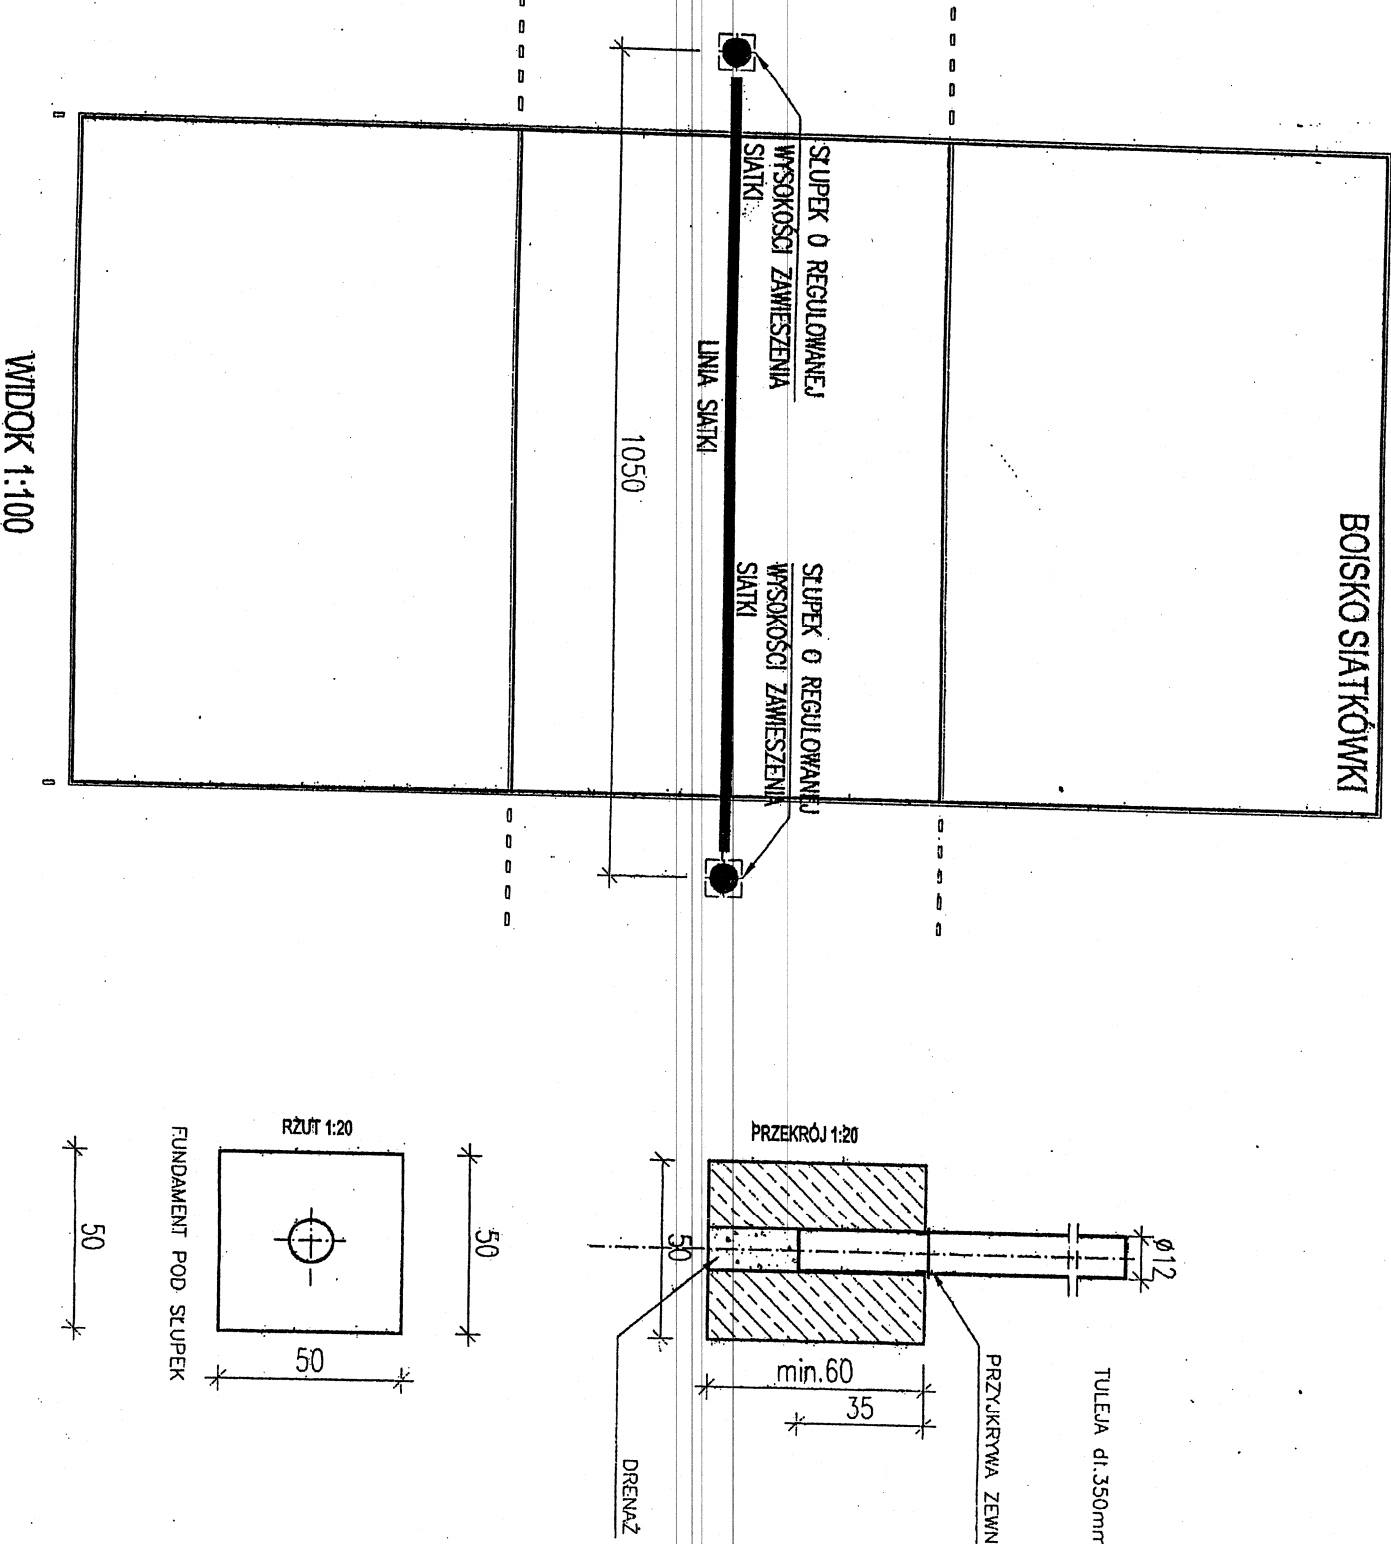 BOISKO SIATKÓWKI
SŁUPEK O REGULOWANEJ
WYSOKOŚCI ZAWIESZENIA
SIATKI
SŁUPEK O REGULOWANEJ
WYSOKOŚCI ZAWIESZENIA
SIATKI
LINIA SIATKI
1050
WIDOK 1:100
TULEJA dł.350mm
ø12
PRZYJKRYWA ZEWN
PRZEKRÓJ 1:20
50
min.60
35
DRENAŻ
RZUT 1:20
50
50
50
FUNDAMENT POD SŁUPEK